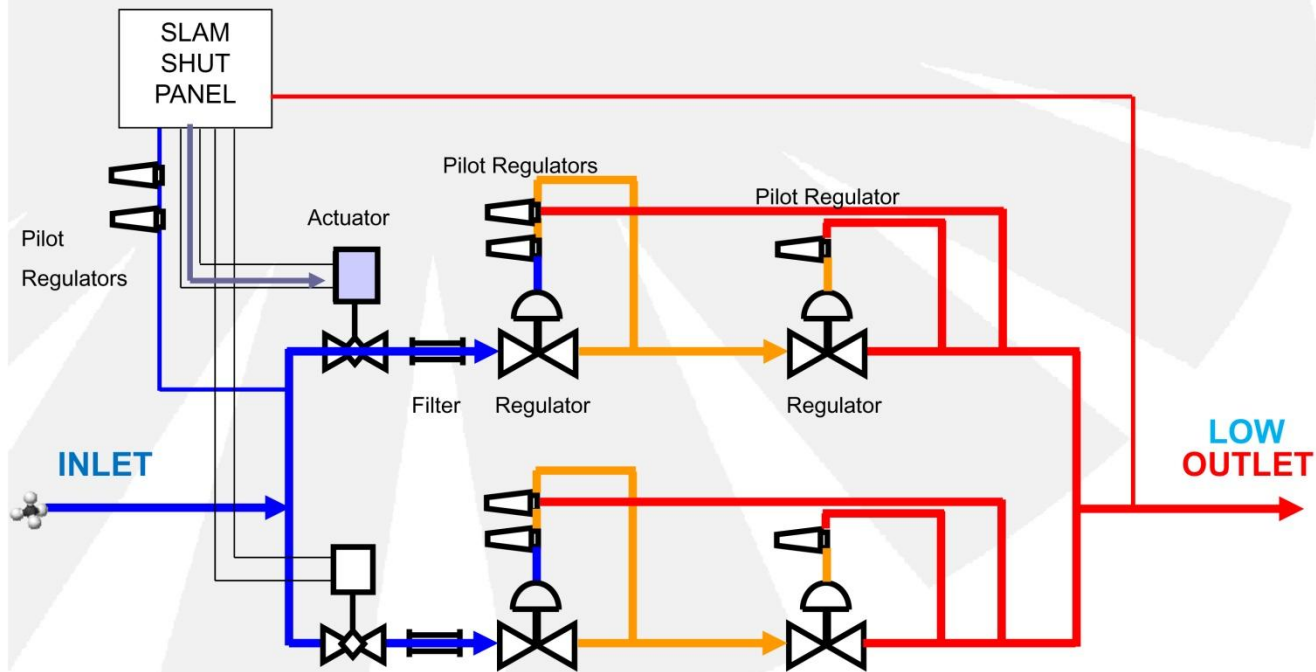 SLAM
SHUT
PANEL
Pilot Regulators
Pilot Regulator
Actuator
Pilot
Regulators
Filter
Regulator
Regulator
INLET
LOW
OUTLET